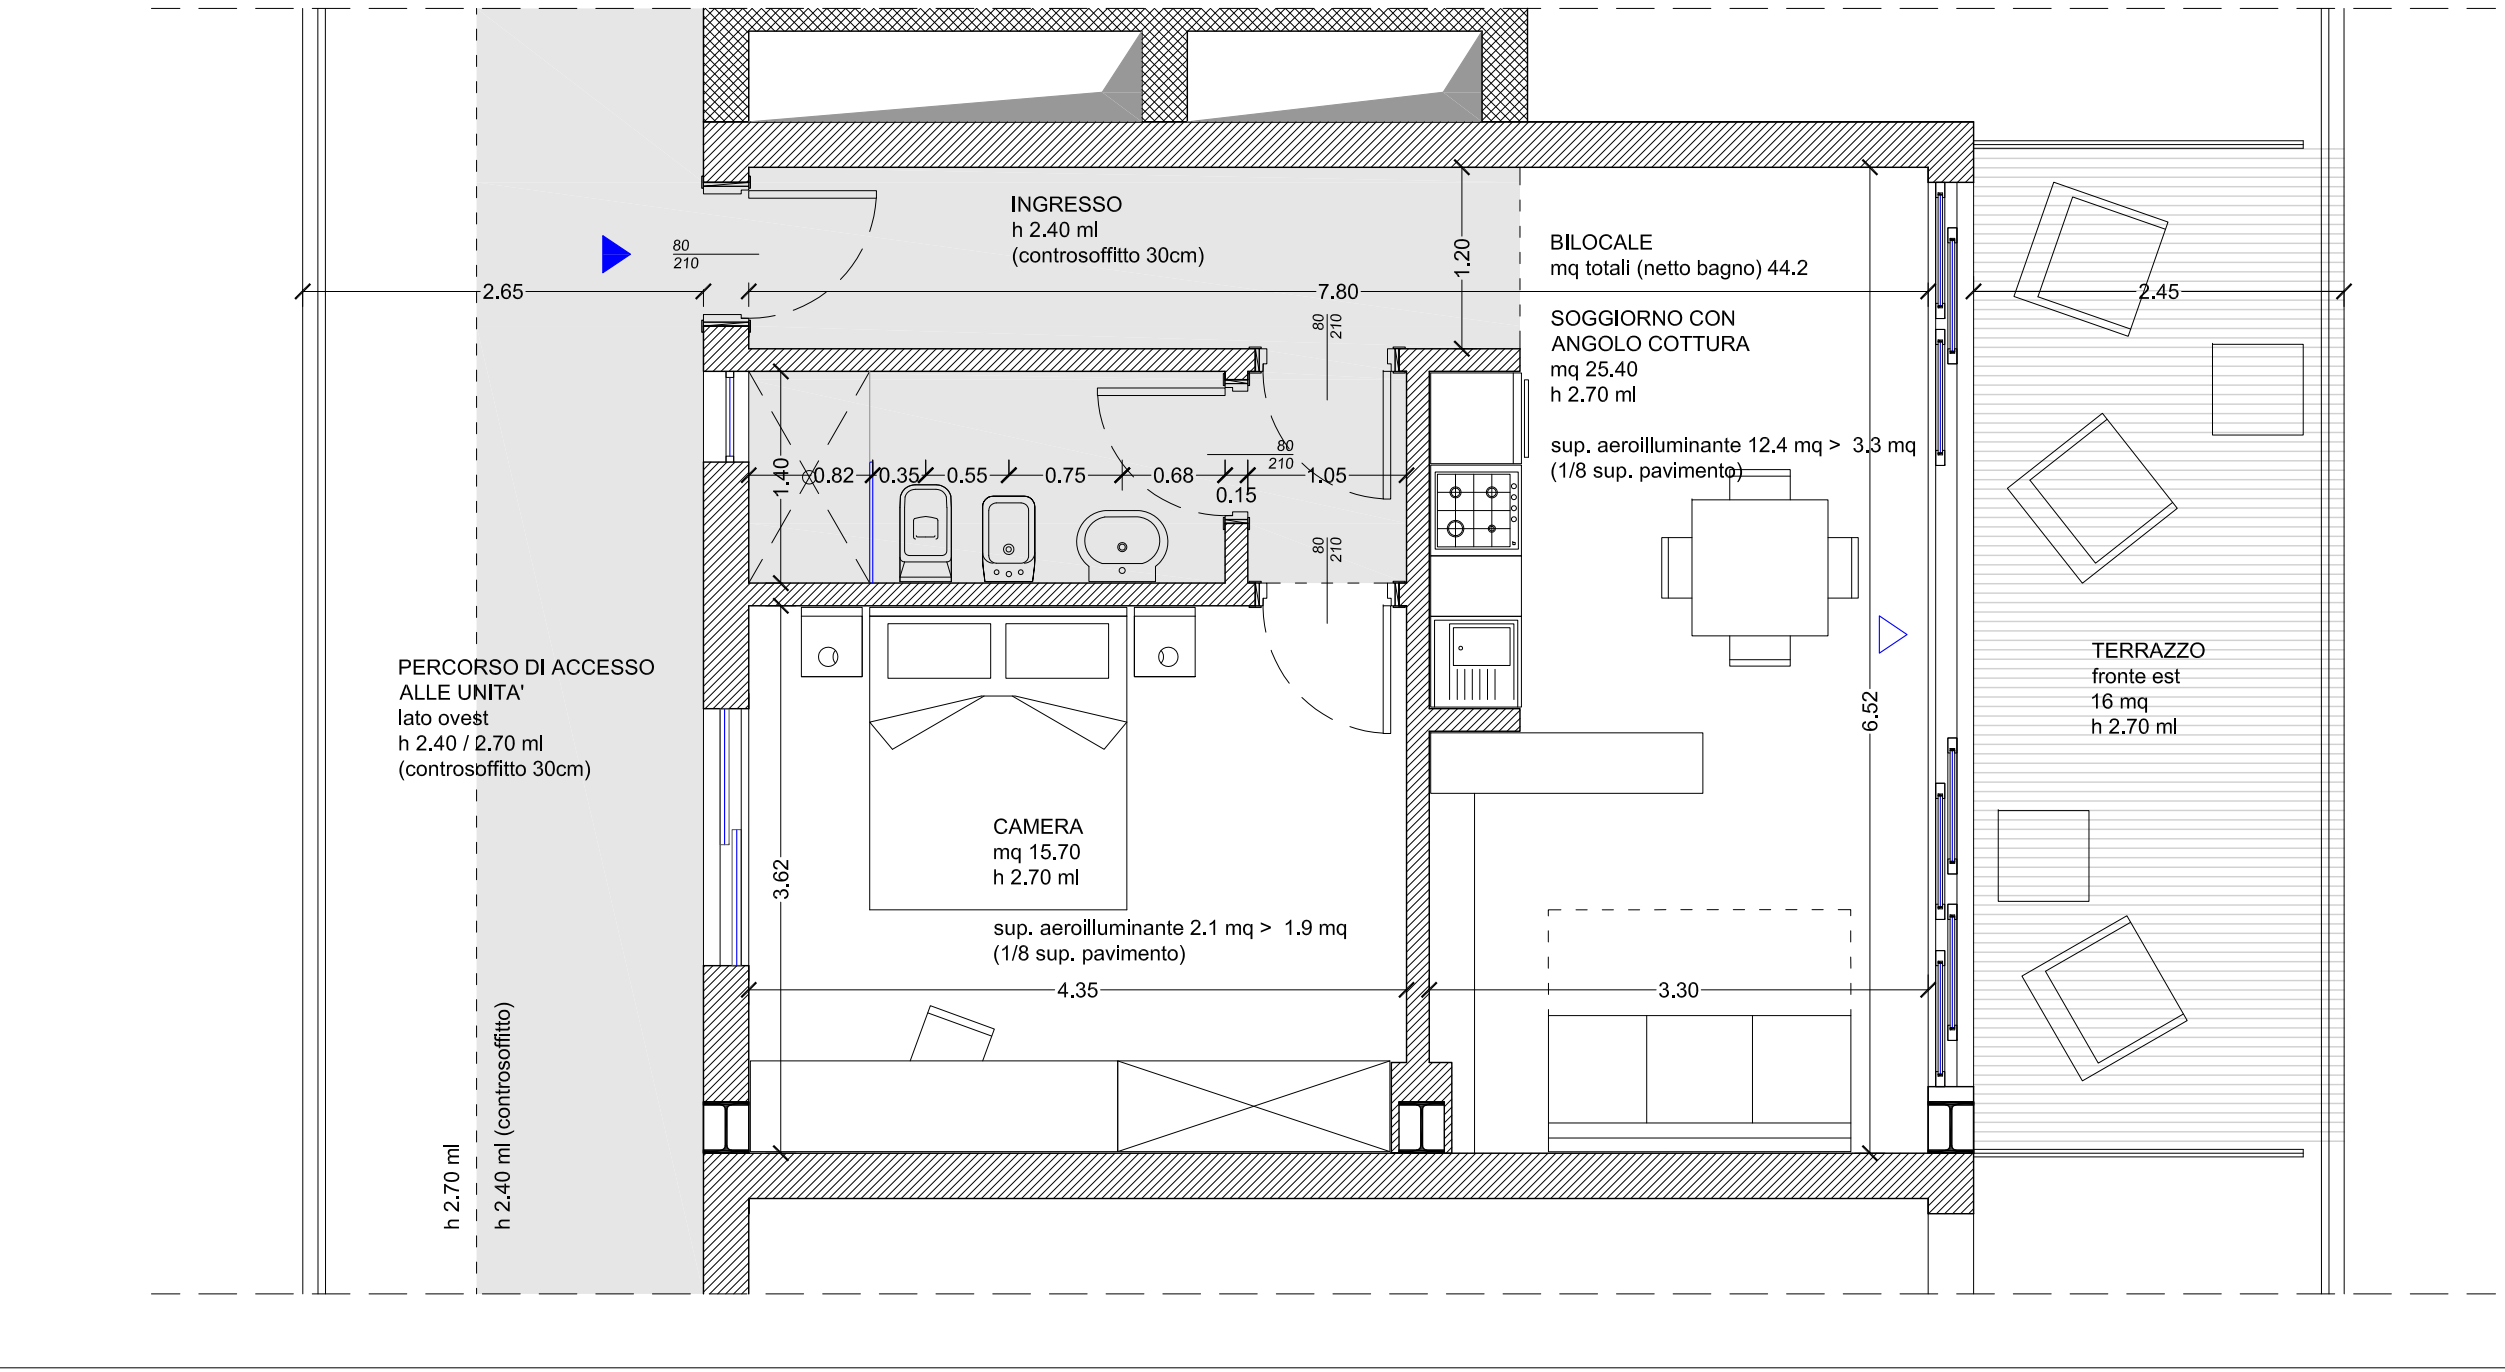 INGRESSO
h 2.40 ml
(controsoffitto 30cm)
80
210
1.20
BILOCALE
mq totali (netto bagno) 44.2
2.65
7.80
2.45
80
210
SOGGIORNO CON
ANGOLO COTTURA
mq 25.40
h 2.70 ml
sup. aeroilluminante 12.4 mq > 3.3 mq
(1/8 sup. pavimento)
80
210
1.40
0.82
0.35
0.55
0.75
0.68
0.15
1.05
80
210
PERCORSO DI ACCESSO
ALLE UNITA'
lato ovest
h 2.40 / 2.70 ml
(controsoffitto 30cm)
TERRAZZO
fronte est
16 mq
h 2.70 ml
6.52
3.62
CAMERA
mq 15.70
h 2.70 ml
sup. aeroilluminante 2.1 mq > 1.9 mq
(1/8 sup. pavimento)
4.35
3.30
h 2.70 ml
h 2.40 ml (controsoffitto)